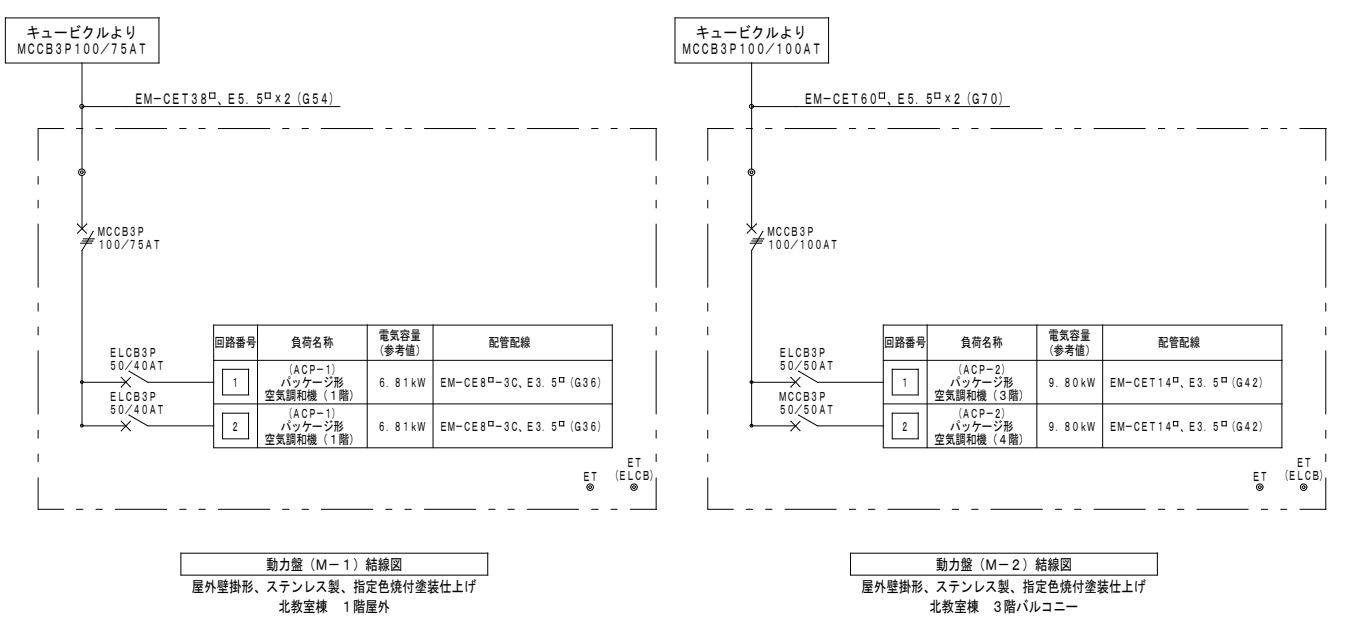 キュービクルより
MCCB3P100/75AT
EM-CET38□、E5.5□×2(G54)
MCCB3P
100/75AT
回路番号 負荷名称 電気容量(参考値) 配管配線
ELCB3P
50/40AT
1 (ACP-1)
パッケージ形
空気調和機(1階)
6.81kW EM-CE8□-3C、E3.5□(G36)
ELCB3P
50/40AT
2 (ACP-1)
パッケージ形
空気調和機(1階)
6.81kW EM-CE8□-3C、E3.5□(G36)
ET
ET
(ELCB)
動力盤(M-1)結線図
屋外壁掛形、ステンレス製、指定色焼付塗装仕上げ
北教室棟 1階屋外
キュービクルより
MCCB3P100/100AT
EM-CET60□、E5.5□×2(G70)
MCCB3P
100/100AT
回路番号 負荷名称 電気容量(参考値) 配管配線
ELCB3P
50/50AT
1 (ACP-2)
パッケージ形
空気調和機(3階)
9.80kW EM-CET14□、E3.5□(G42)
MCCB3P
50/50AT
2 (ACP-2)
パッケージ形
空気調和機(4階)
9.80kW EM-CET14□、E3.5□(G42)
ET
ET
(ELCB)
動力盤(M-2)結線図
屋外壁掛形、ステンレス製、指定色焼付塗装仕上げ
北教室棟 3階バルコニー